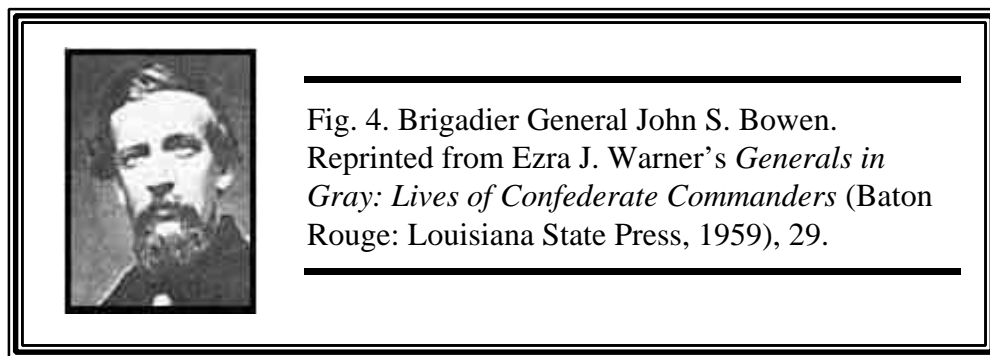 Fig. 4. Brigadier General John S. Bowen.
Reprinted from Ezra J. Warner’s Generals in
Gray: Lives of Confederate Commanders (Baton
Rouge: Louisiana State Press, 1959), 29.